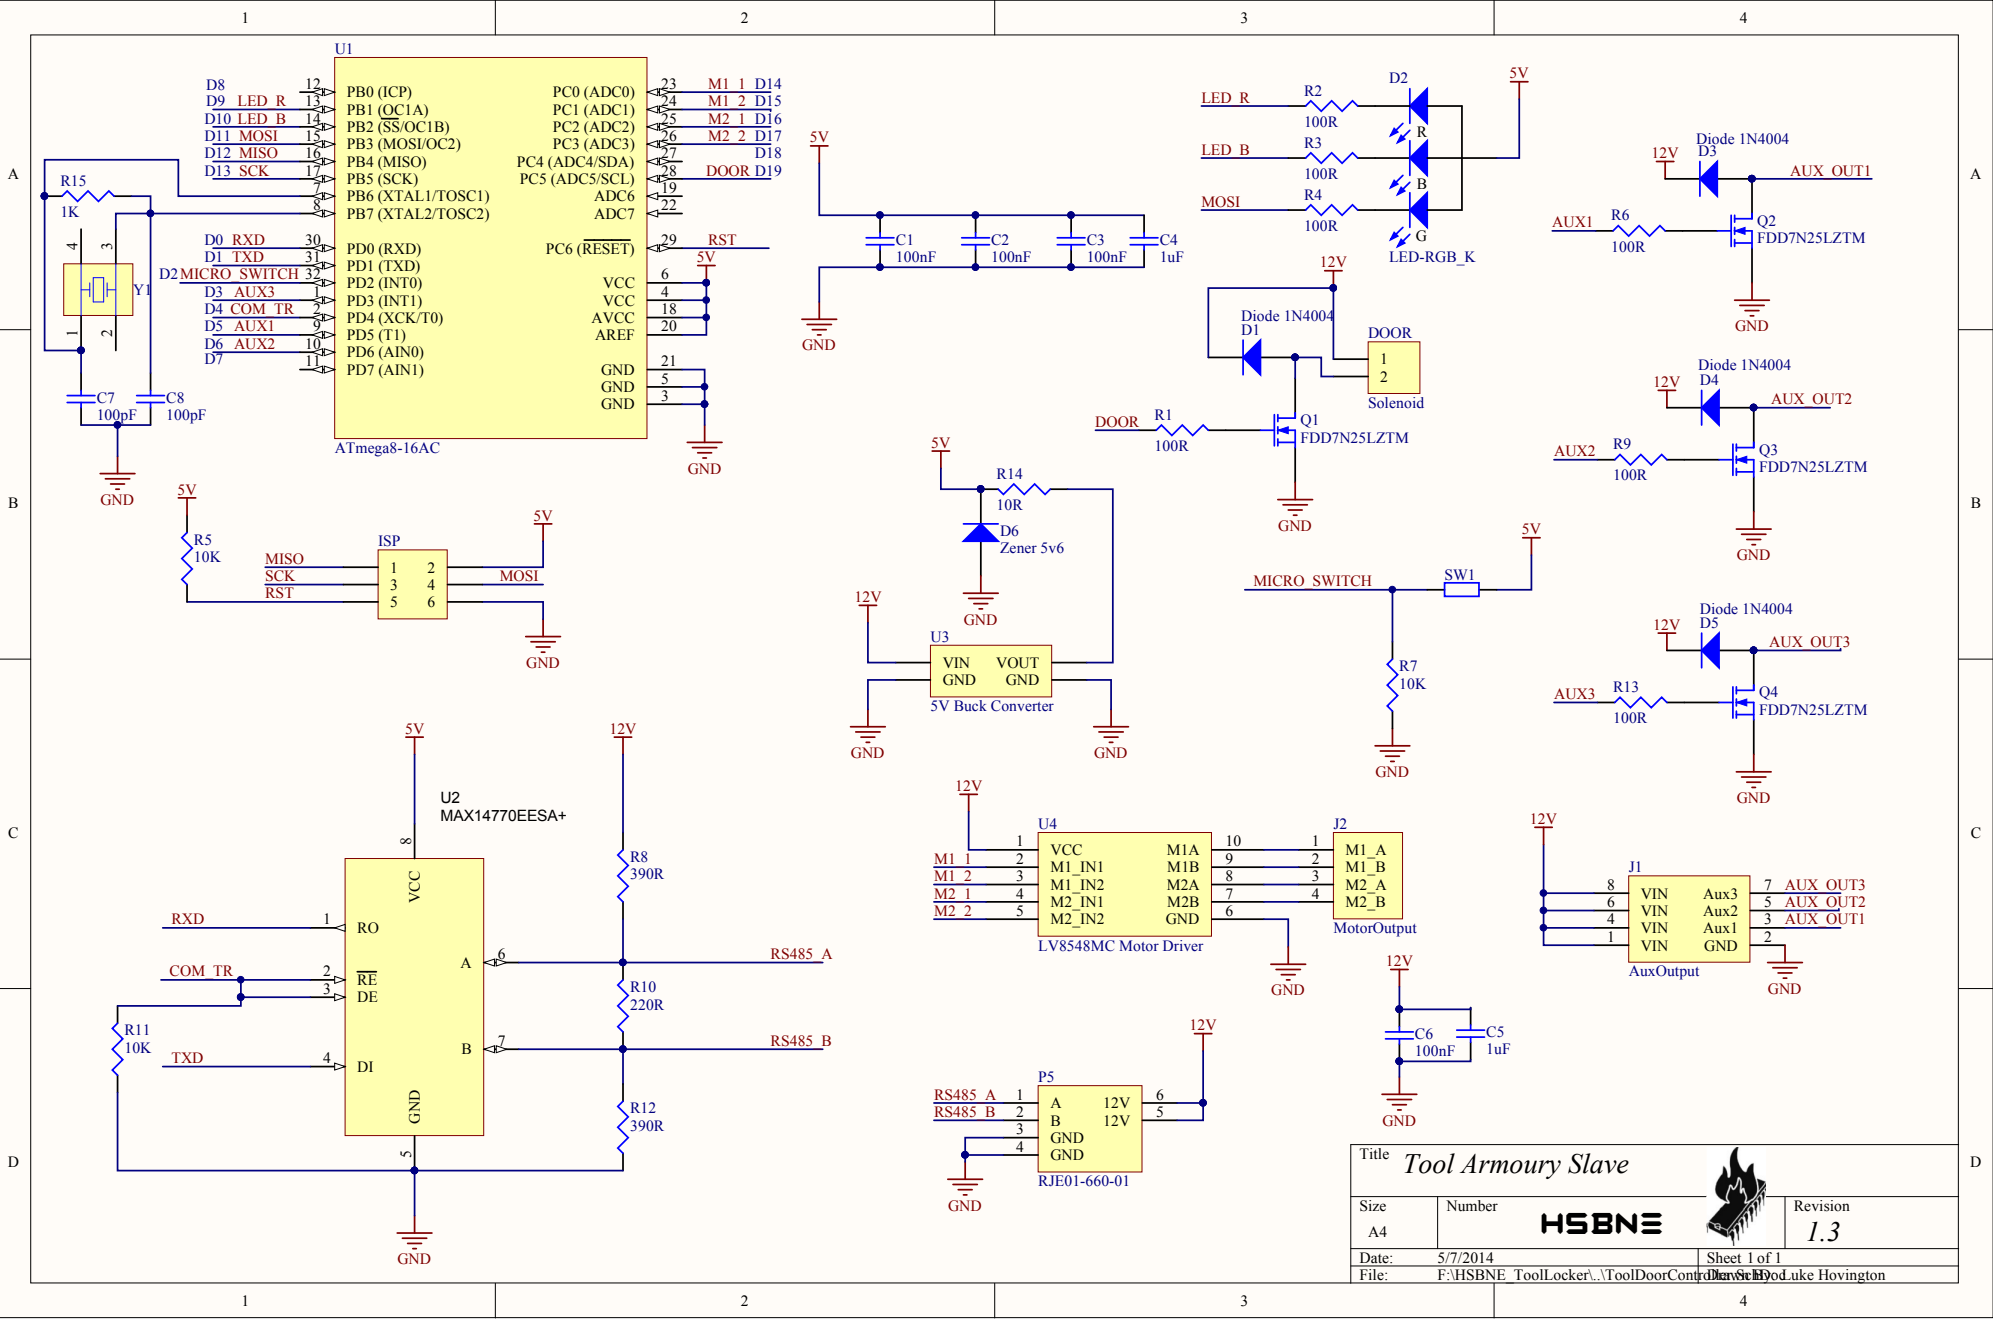 1 2 3 4
A
B
C
D
U1
D8 12 PB0 (ICP)
D9 LED_R 13 PB1 (OC1A)
D10 LED_B 14 PB2 (SS/OC1B)
D11 MOSI 15 PB3 (MOSI/OC2)
D12 MISO 16 PB4 (MISO)
D13 SCK 17 PB5 (SCK)
7 PB6 (XTAL1/TOSC1)
8 PB7 (XTAL2/TOSC2)
D0 RXD 30 PD0 (RXD)
D1 TXD 31 PD1 (TXD)
D2 MICRO_SWITCH 32 PD2 (INT0)
D3 AUX3 1 PD3 (INT1)
D4 COM_TR 2 PD4 (XCK/T0)
D5 AUX1 9 PD5 (T1)
D6 AUX2 10 PD6 (AIN0)
D7 11 PD7 (AIN1)
PC0 (ADC0) 23 M1_1 D14
PC1 (ADC1) 24 M1_2 D15
PC2 (ADC2) 25 M2_1 D16
PC3 (ADC3) 26 M2_2 D17
PC4 (ADC4/SDA) 27 D18
PC5 (ADC5/SCL) 28 DOOR D19
ADC6 19
ADC7 22
PC6 (RESET) 29 RST
5V
VCC 6
VCC 4
AVCC 18
AREF 20
GND 21
GND 5
GND 3
GND
ATmega8-16AC
R15
1K
4 3
Y1
1 2
C7
100pF
C8
100pF
GND
5V
C1
100nF
C2
100nF
C3
100nF
C4
1uF
GND
LED_R R2
100R
LED_B R3
100R
MOSI R4
100R
D2
R
B
G
LED-RGB_K
5V
12V
Diode 1N4004
D1
DOOR
1
2
Solenoid
DOOR R1
100R
Q1
FDD7N25LZTM
GND
Diode 1N4004
12V D3
AUX_OUT1
AUX1 R6
100R
Q2
FDD7N25LZTM
GND
Diode 1N4004
12V D4
AUX_OUT2
AUX2 R9
100R
Q3
FDD7N25LZTM
GND
Diode 1N4004
12V D5
AUX_OUT3
AUX3 R13
100R
Q4
FDD7N25LZTM
GND
5V
R5
10K
ISP
MISO 1 2 5V
SCK 3 4 MOSI
RST 5 6
GND
5V
R14
10R
D6
Zener 5v6
GND
12V
U3
VIN VOUT
GND GND
5V Buck Converter
GND GND
MICRO_SWITCH SW1 5V
R7
10K
GND
5V
U2
MAX14770EESA+
8 VCC
RXD 1 RO
COM_TR 2 RE
3 DE
R11
10K
TXD 4 DI
A 6 RS485_A
B 7 RS485_B
GND 5
GND
12V
R8
390R
R10
220R
R12
390R
12V
U4
1 VCC M1A 10
M1_1 2 M1_IN1 M1B 9
M1_2 3 M1_IN2 M2A 8
M2_1 4 M2_IN1 M2B 7
M2_2 5 M2_IN2 GND 6
LV8548MC Motor Driver
GND
J2
1 M1_A
2 M1_B
3 M2_A
4 M2_B
MotorOutput
12V
C6
100nF
C5
1uF
GND
12V
J1
8 VIN Aux3 7 AUX_OUT3
6 VIN Aux2 5 AUX_OUT2
4 VIN Aux1 3 AUX_OUT1
1 VIN GND 2
AuxOutput
GND
12V
P5
RS485_A 1 A 12V 6
RS485_B 2 B 12V 5
3 GND
4 GND
RJE01-660-01
GND
Title Tool Armoury Slave
Size
A4
Number
HSBNE
Revision
1.3
Date: 5/7/2014 Sheet 1 of 1
File: F:\HSBNE_ToolLocker\..\ToolDoorContro Luke Hovington
A
B
C
D
1 2 3 4